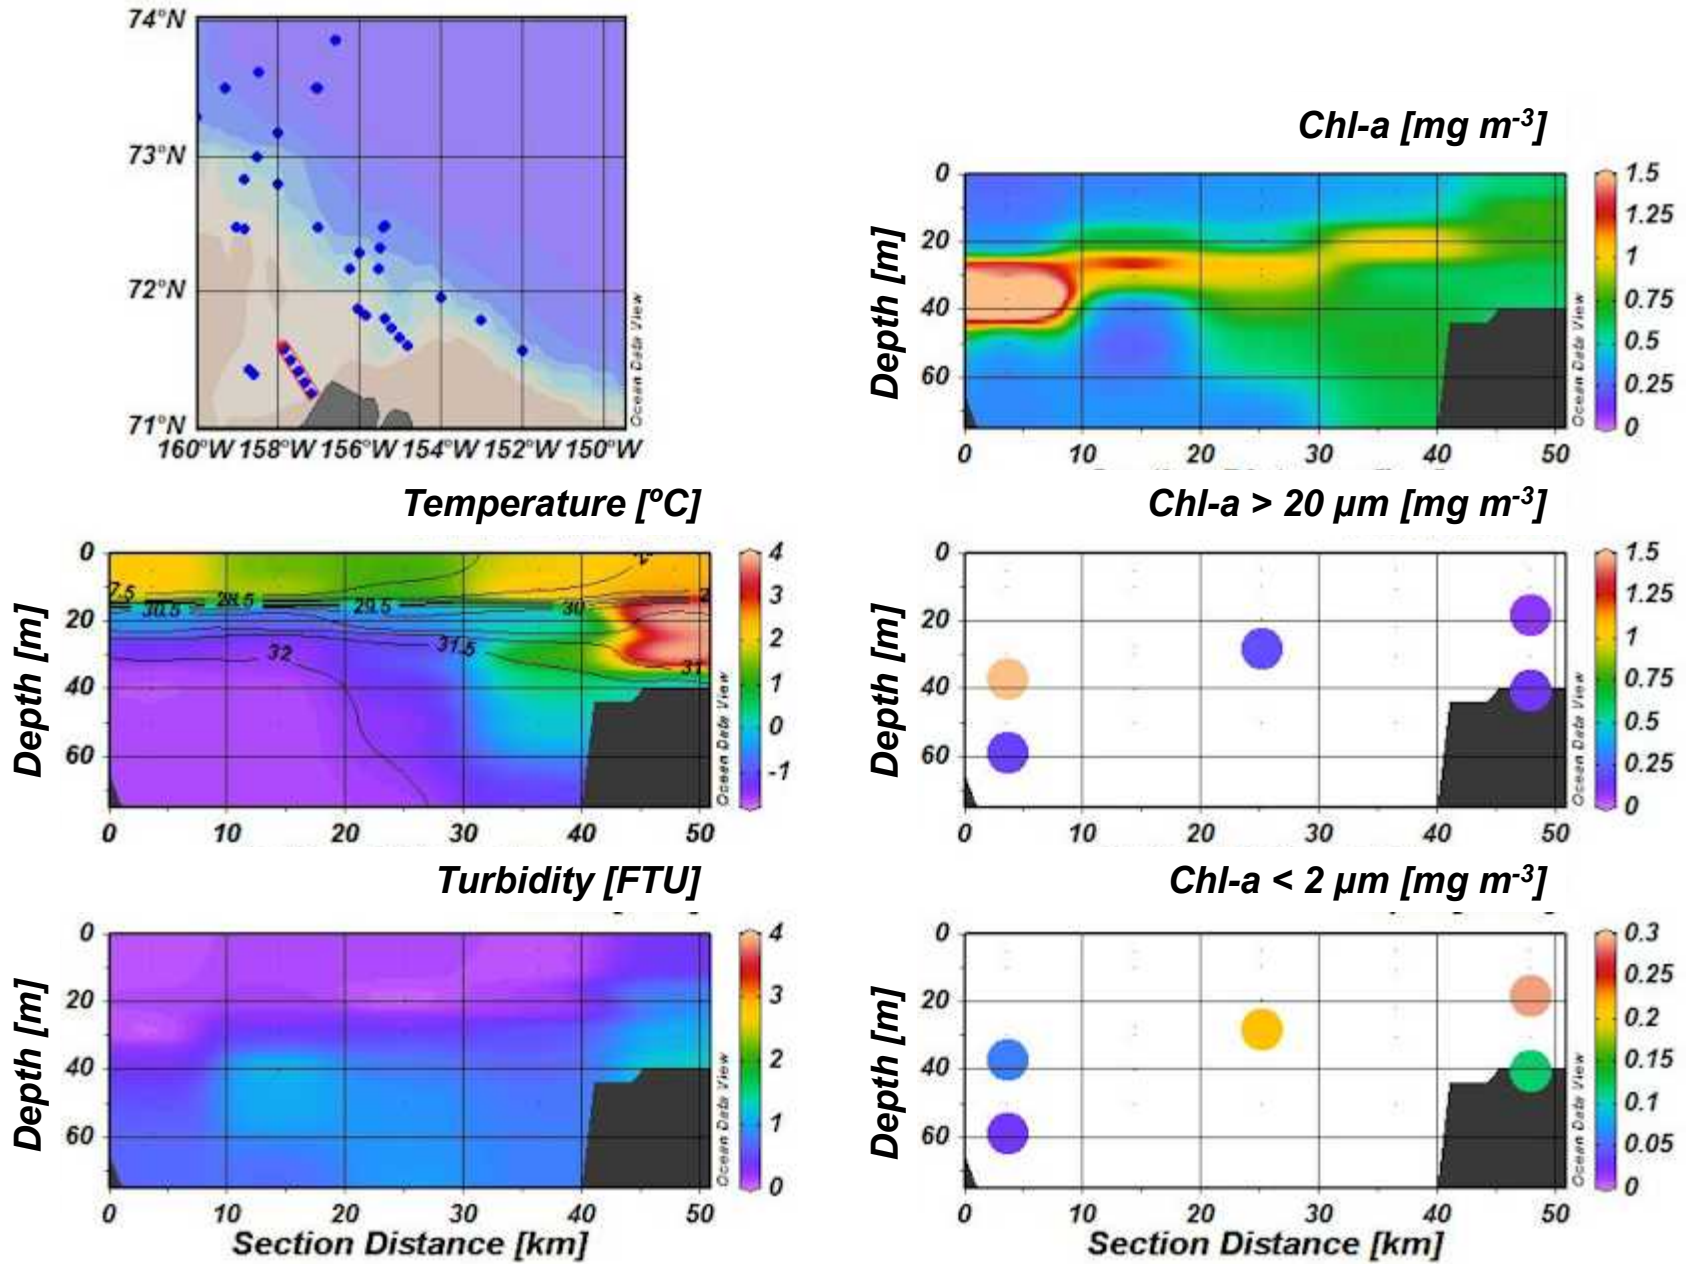 74°N
73°N
72°N
71°N
160°W 158°W 156°W 154°W 152°W 150°W
Ocean Data View
Chl-a [mg m-3]
0
20
40
60
Depth [m]
0 10 20 30 40 50
1.5
1.25
1
0.75
0.5
0.25
0
Ocean Data View
Temperature [ºC]
0
20
40
60
Depth [m]
7.5 28.5 29.5 30
30.5
31.5
32
31
0 10 20 30 40 50
4
3
2
1
0
-1
Ocean Data View
Chl-a > 20 µm [mg m-3]
0
20
40
60
Depth [m]
0 10 20 30 40 50
1.5
1.25
1
0.75
0.5
0.25
0
Ocean Data View
Turbidity [FTU]
0
20
40
60
Depth [m]
0 10 20 30 40 50
Section Distance [km]
4
3
2
1
0
Ocean Data View
Chl-a < 2 µm [mg m-3]
0
20
40
60
Depth [m]
0 10 20 30 40 50
Section Distance [km]
0.3
0.25
0.2
0.15
0.1
0.05
0
Ocean Data View